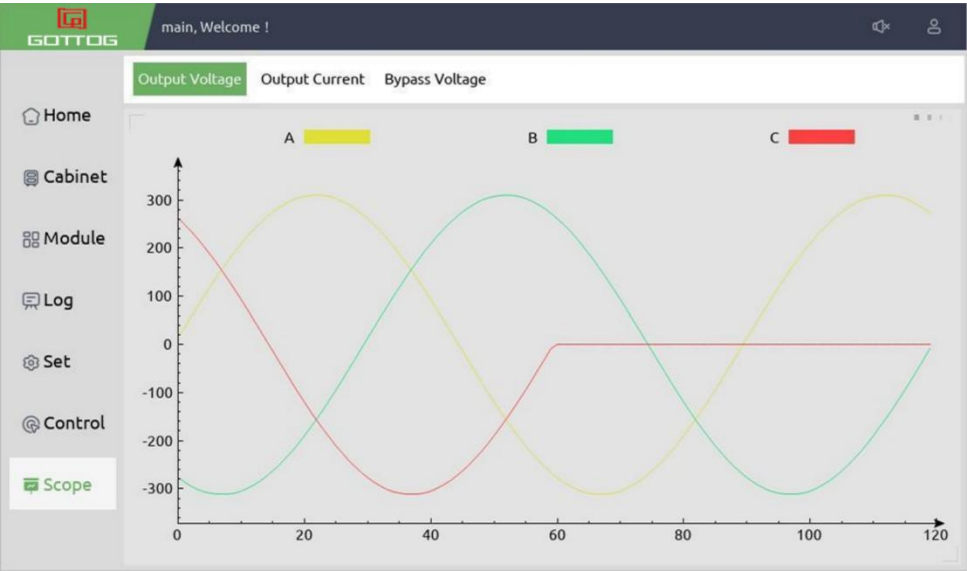 GOTTOG
main, Welcome !
Output Voltage Output Current Bypass Voltage
Home
Cabinet
Module
Log
Set
Control
Scope
A B C
300
200
100
0
-100
-200
-300
0 20 40 60 80 100 120